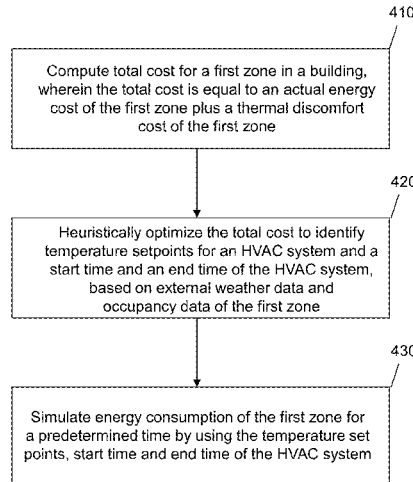 410
Compute total cost for a first zone in a building,
wherein the total cost is equal to an actual energy
cost of the first zone plus a thermal discomfort
cost of the first zone
420
Heuristically optimize the total cost to identify
temperature setpoints for an HVAC system and a
start time and an end time of the HVAC system,
based on external weather data and
occupancy data of the first zone
430
Simulate energy consumption of the first zone for
a predetermined time by using the temperature set
points, start time and end time of the HVAC system